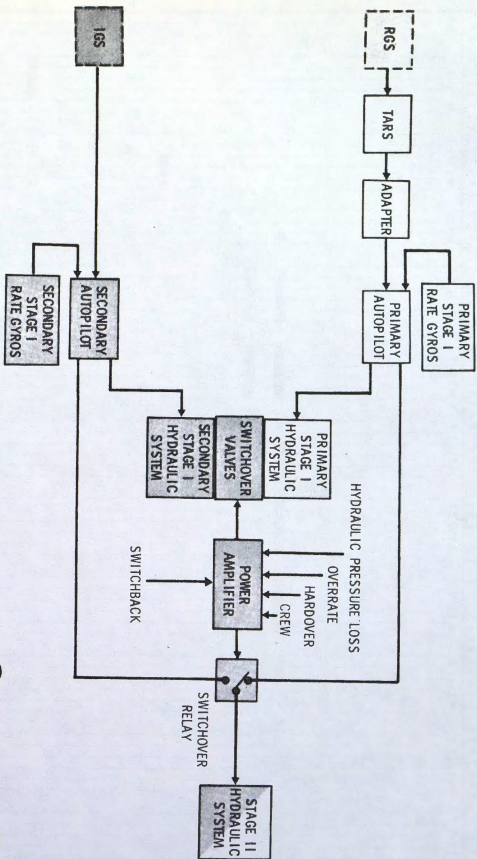 RGS
TARS
ADAPTER
PRIMARY
STAGE I
RATE GYROS
PRIMARY
AUTOPILOT
PRIMARY
STAGE I
HYDRAULIC
SYSTEM
SWITCHOVER
VALVES
SECONDARY
STAGE I
HYDRAULIC
SYSTEM
HYDRAULIC PRESSURE LOSS
OVERRATE
HARDOVER
CREW
POWER
AMPLIFIER
SWITCHBACK
SWITCHOVER
RELAY
STAGE II
HYDRAULIC
SYSTEM
IGS
SECONDARY
AUTOPILOT
SECONDARY
STAGE I
RATE GYROS